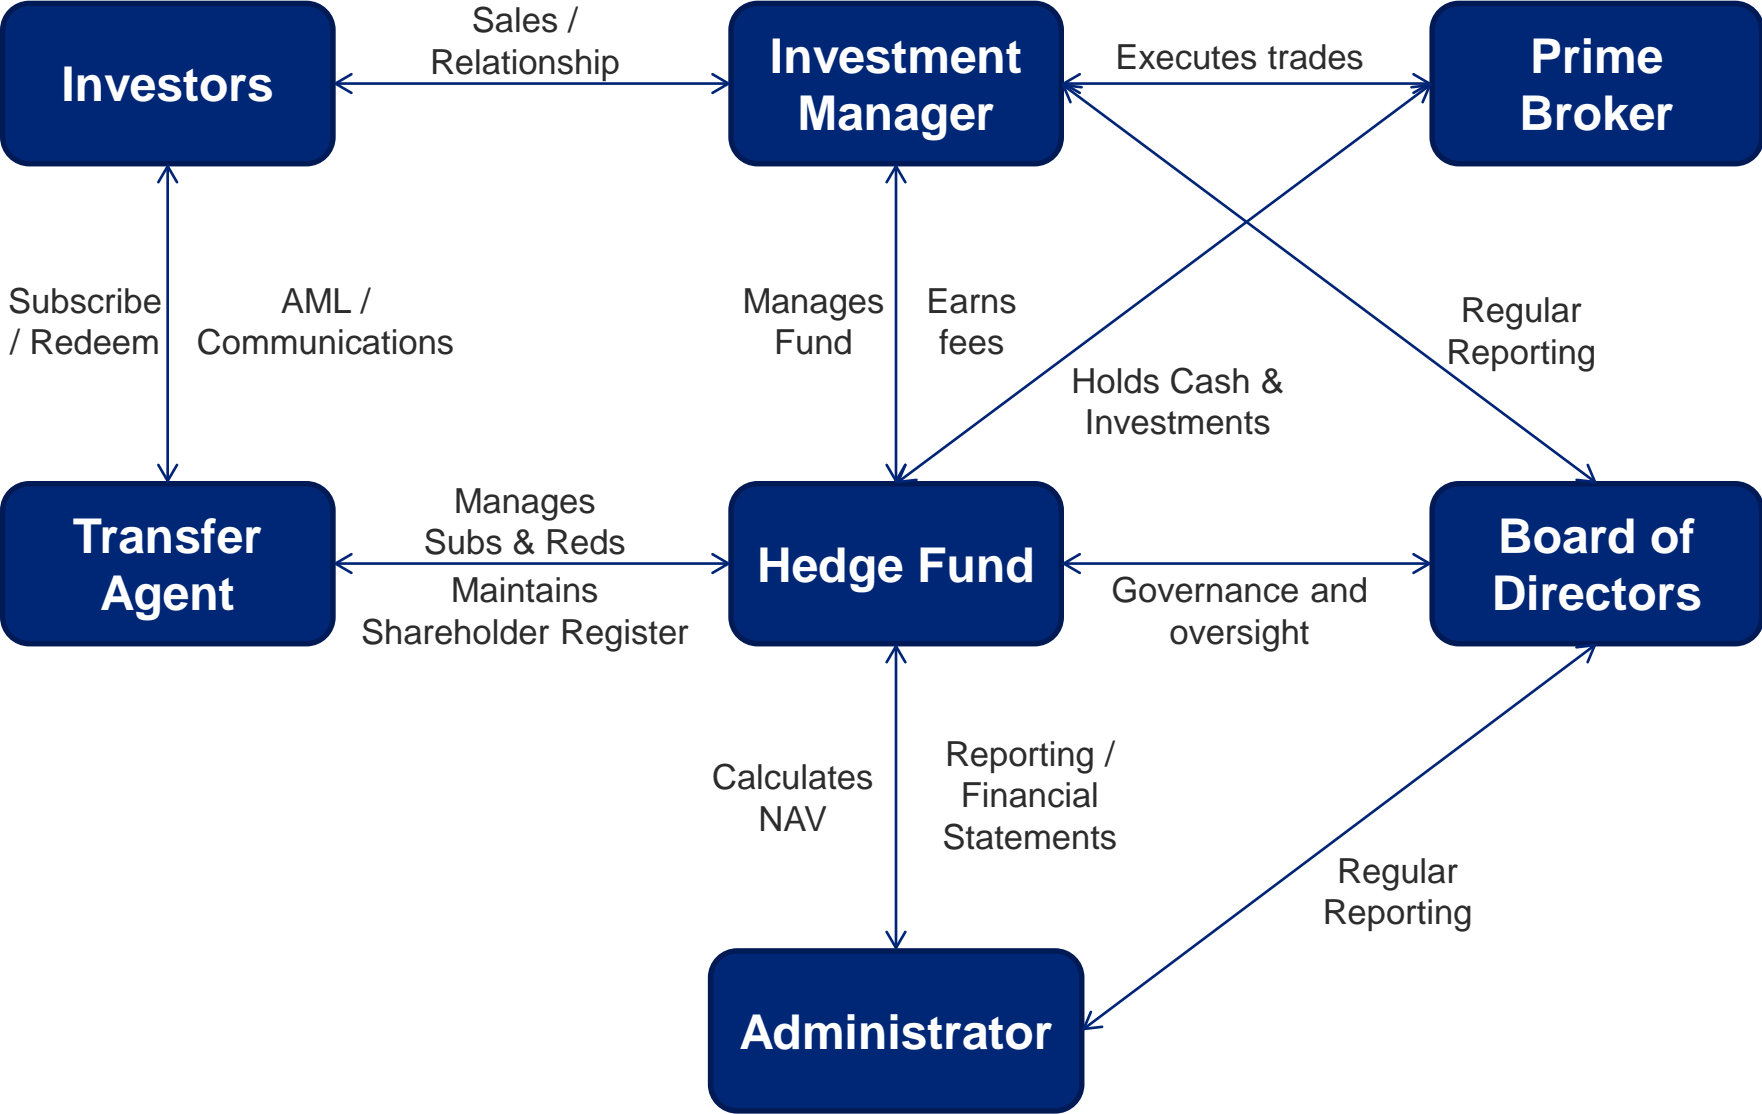 Sales /
Relationship
Investors
Investment
Manager
Executes trades
Prime
Broker
Subscribe
/ Redeem
AML /
Communications
Manages
Fund
Earns
fees
Regular
Reporting
Holds Cash &
Investments
Transfer
Agent
Manages
Subs & Reds
Maintains
Shareholder Register
Hedge Fund
Governance and
oversight
Board of
Directors
Calculates
NAV
Reporting /
Financial
Statements
Regular
Reporting
Administrator